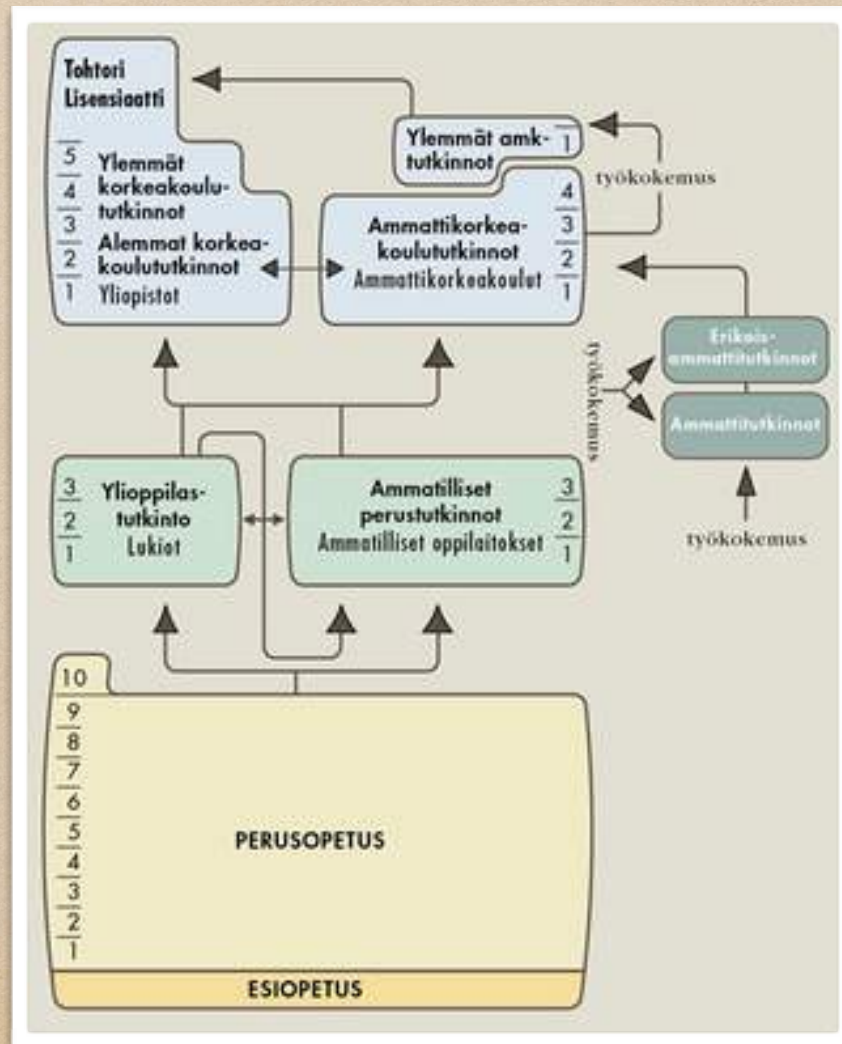 Tohtori
Lisensiaatti
5
4
3
2
1
Ylemmät
korkeakoulu-
tutkinnot
Alemmat korkea-
koulututkinnot
Yliopistot
Ylemmät amk-
tutkinnot
1
työkokemus
Ammattikorkea-
koulututkinnot
Ammattikorkeakoulut
4
3
2
1
Erikois-
ammattitutkinnot
työkokemus
Ammattitutkinnot
työkokemus
3
2
1
Ylioppilas-
tutkinto
Lukiot
Ammatilliset
perustutkinnot
Ammatilliset oppilaitokset
3
2
1
10
9
8
7
6
5
4
3
2
1
PERUSOPETUS
ESIOPETUS